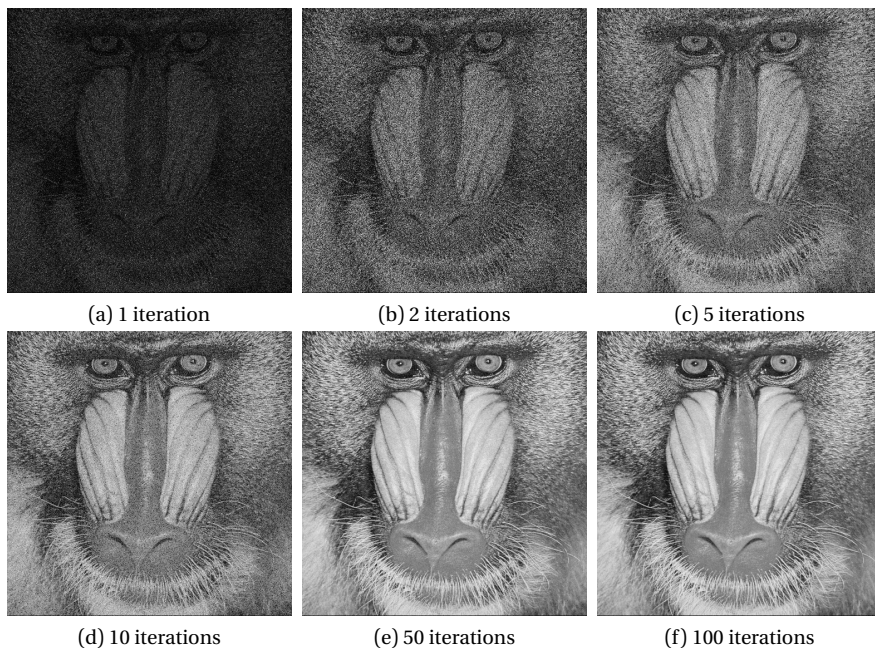 (a) 1 iteration
(b) 2 iterations
(c) 5 iterations
(d) 10 iterations
(e) 50 iterations
(f) 100 iterations